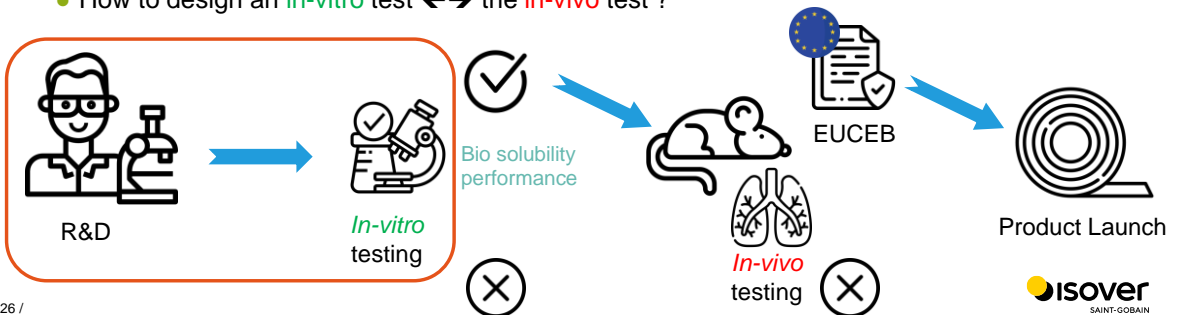 • How to design an in-vitro test ←→ the in-vivo test ?
EUCEB
Bio solubility
performance
R&D
In-vitro
testing
In-vivo
testing
Product Launch
26 /
isover
SAINT-GOBAIN